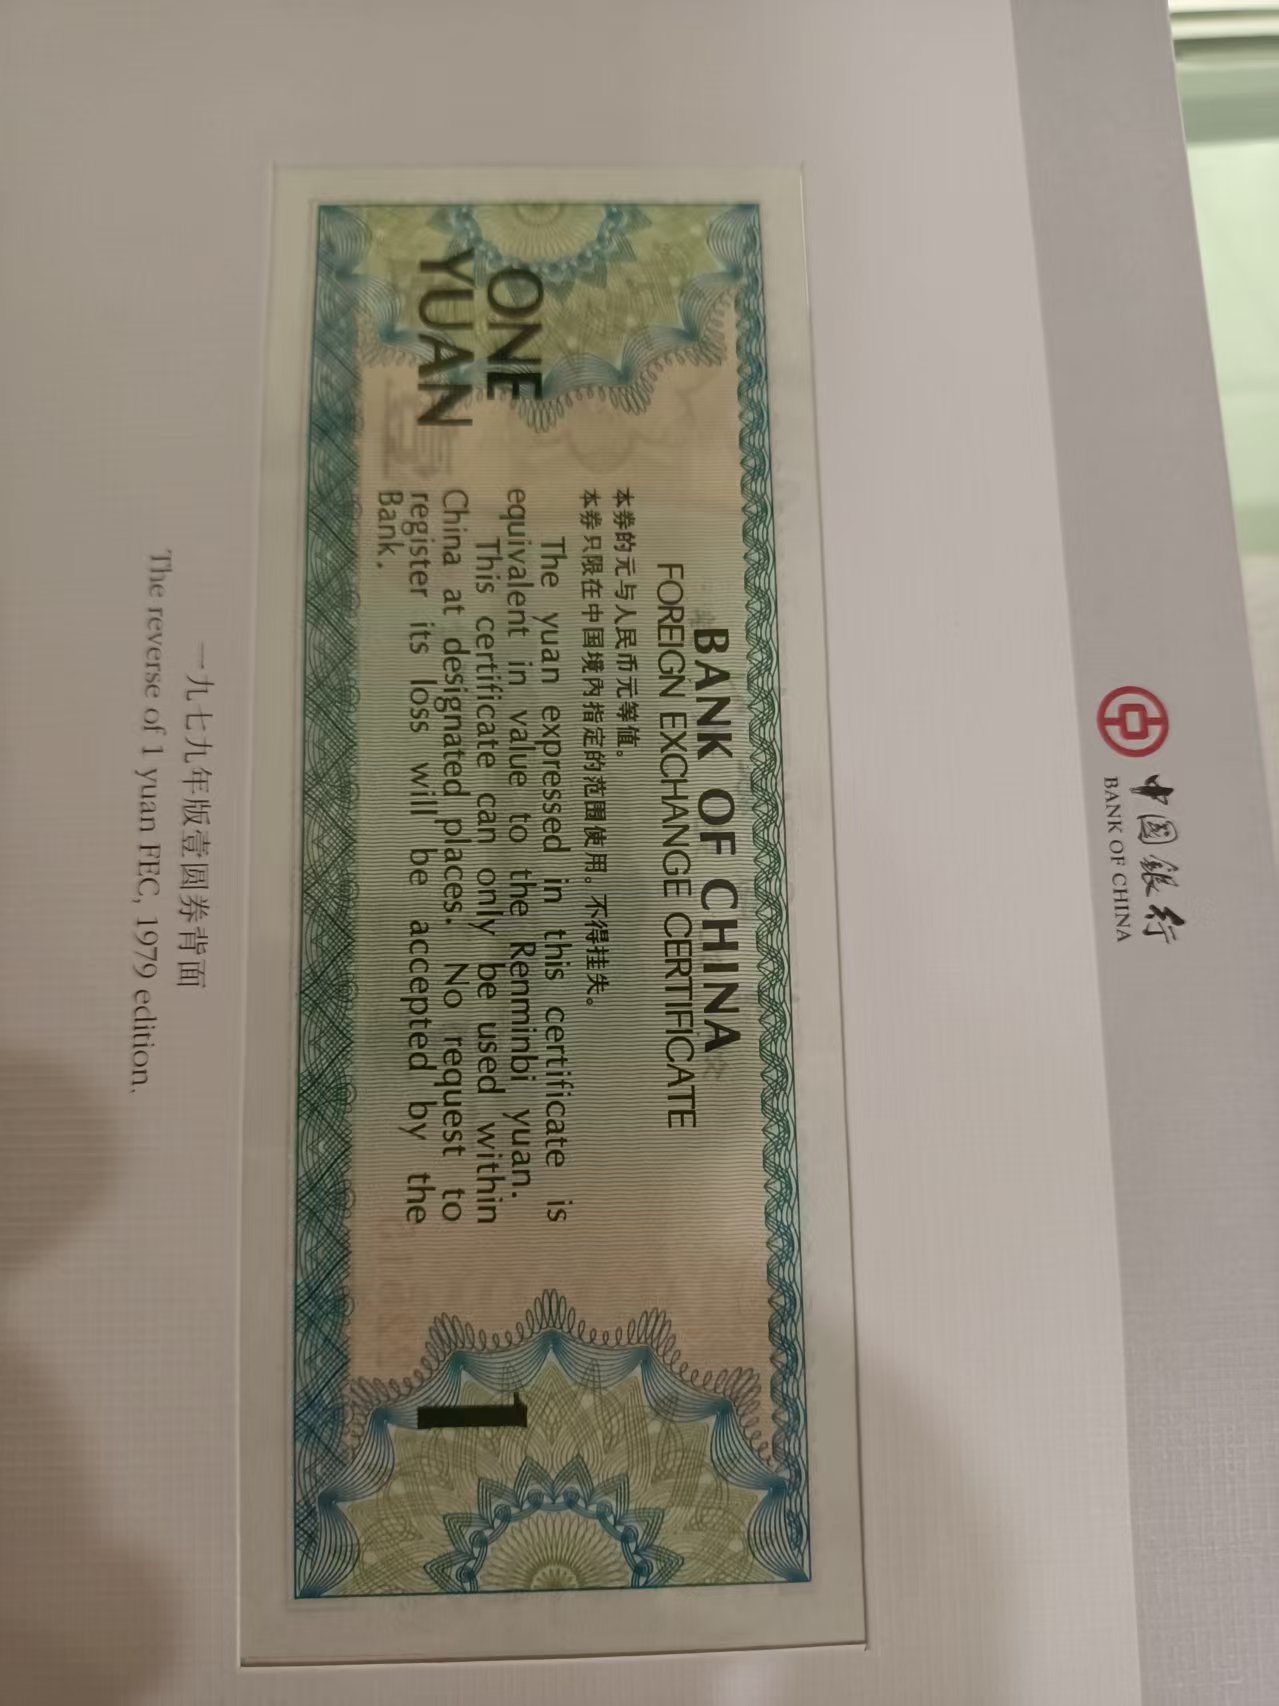 中国银行
BANK OF CHINA
BANK OF CHINA
FOREIGN EXCHANGE CERTIFICATE
本券的元与人民币元等值。
本券只限在中国境内指定的范围使用。不得挂失。
The yuan expressed in this certificate is
equivalent in value to the Renminbi yuan.
This certificate can only be used within
China at designated places. No request to
register its loss will be accepted by the
Bank.
ONE
YUAN
1
一九七九年版壹圆券背面
The reverse of 1 yuan FEC, 1979 edition.